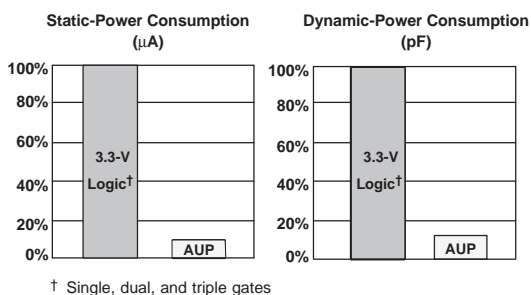 Static-Power Consumption
(μA)
100%
80%
60%
40%
20%
0%
3.3-V
Logic†
AUP
Dynamic-Power Consumption
(pF)
100%
80%
60%
40%
20%
0%
3.3-V
Logic†
AUP
† Single, dual, and triple gates